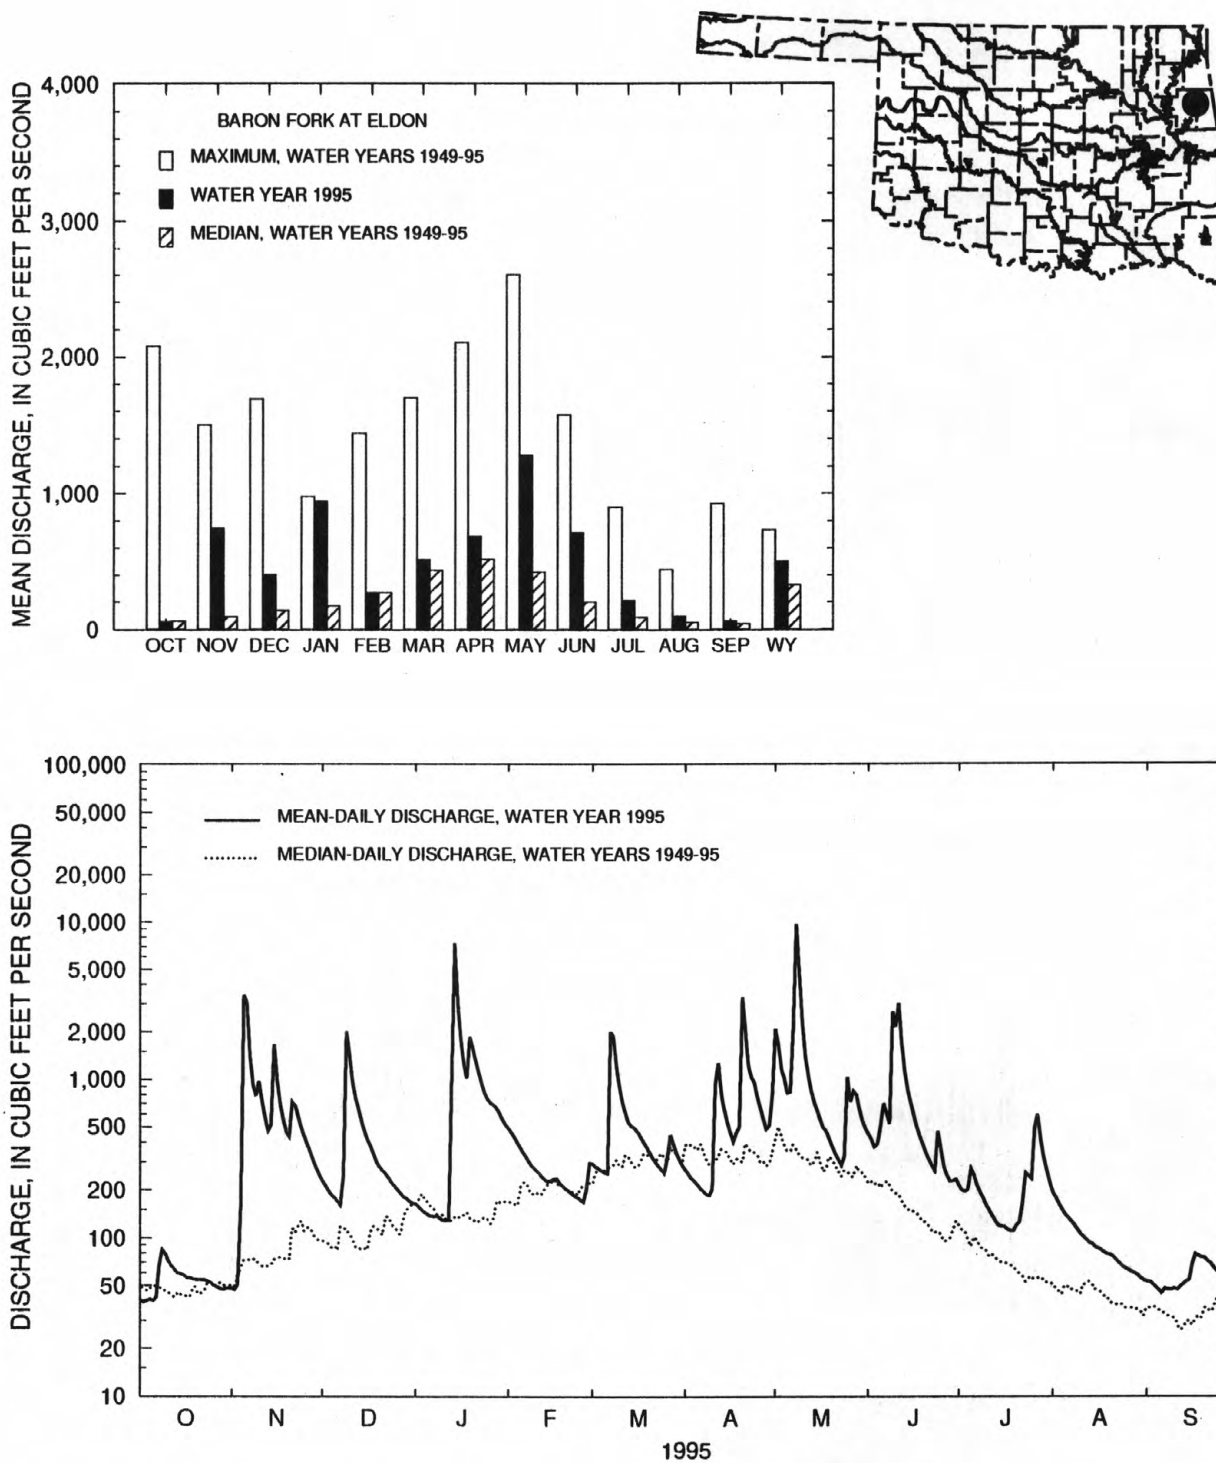 MEAN DISCHARGE, IN CUBIC FEET PER SECOND
4,000
3,000
2,000
1,000
0
BARON FORK AT ELDON
MAXIMUM, WATER YEARS 1949-95
WATER YEAR 1995
MEDIAN, WATER YEARS 1949-95
OCT NOV DEC JAN FEB MAR APR MAY JUN JUL AUG SEP WY
DISCHARGE, IN CUBIC FEET PER SECOND
100,000
50,000
20,000
10,000
5,000
2,000
1,000
500
200
100
50
20
10
MEAN-DAILY DISCHARGE, WATER YEAR 1995
MEDIAN-DAILY DISCHARGE, WATER YEARS 1949-95
O N D J F M A M J J A S
1995